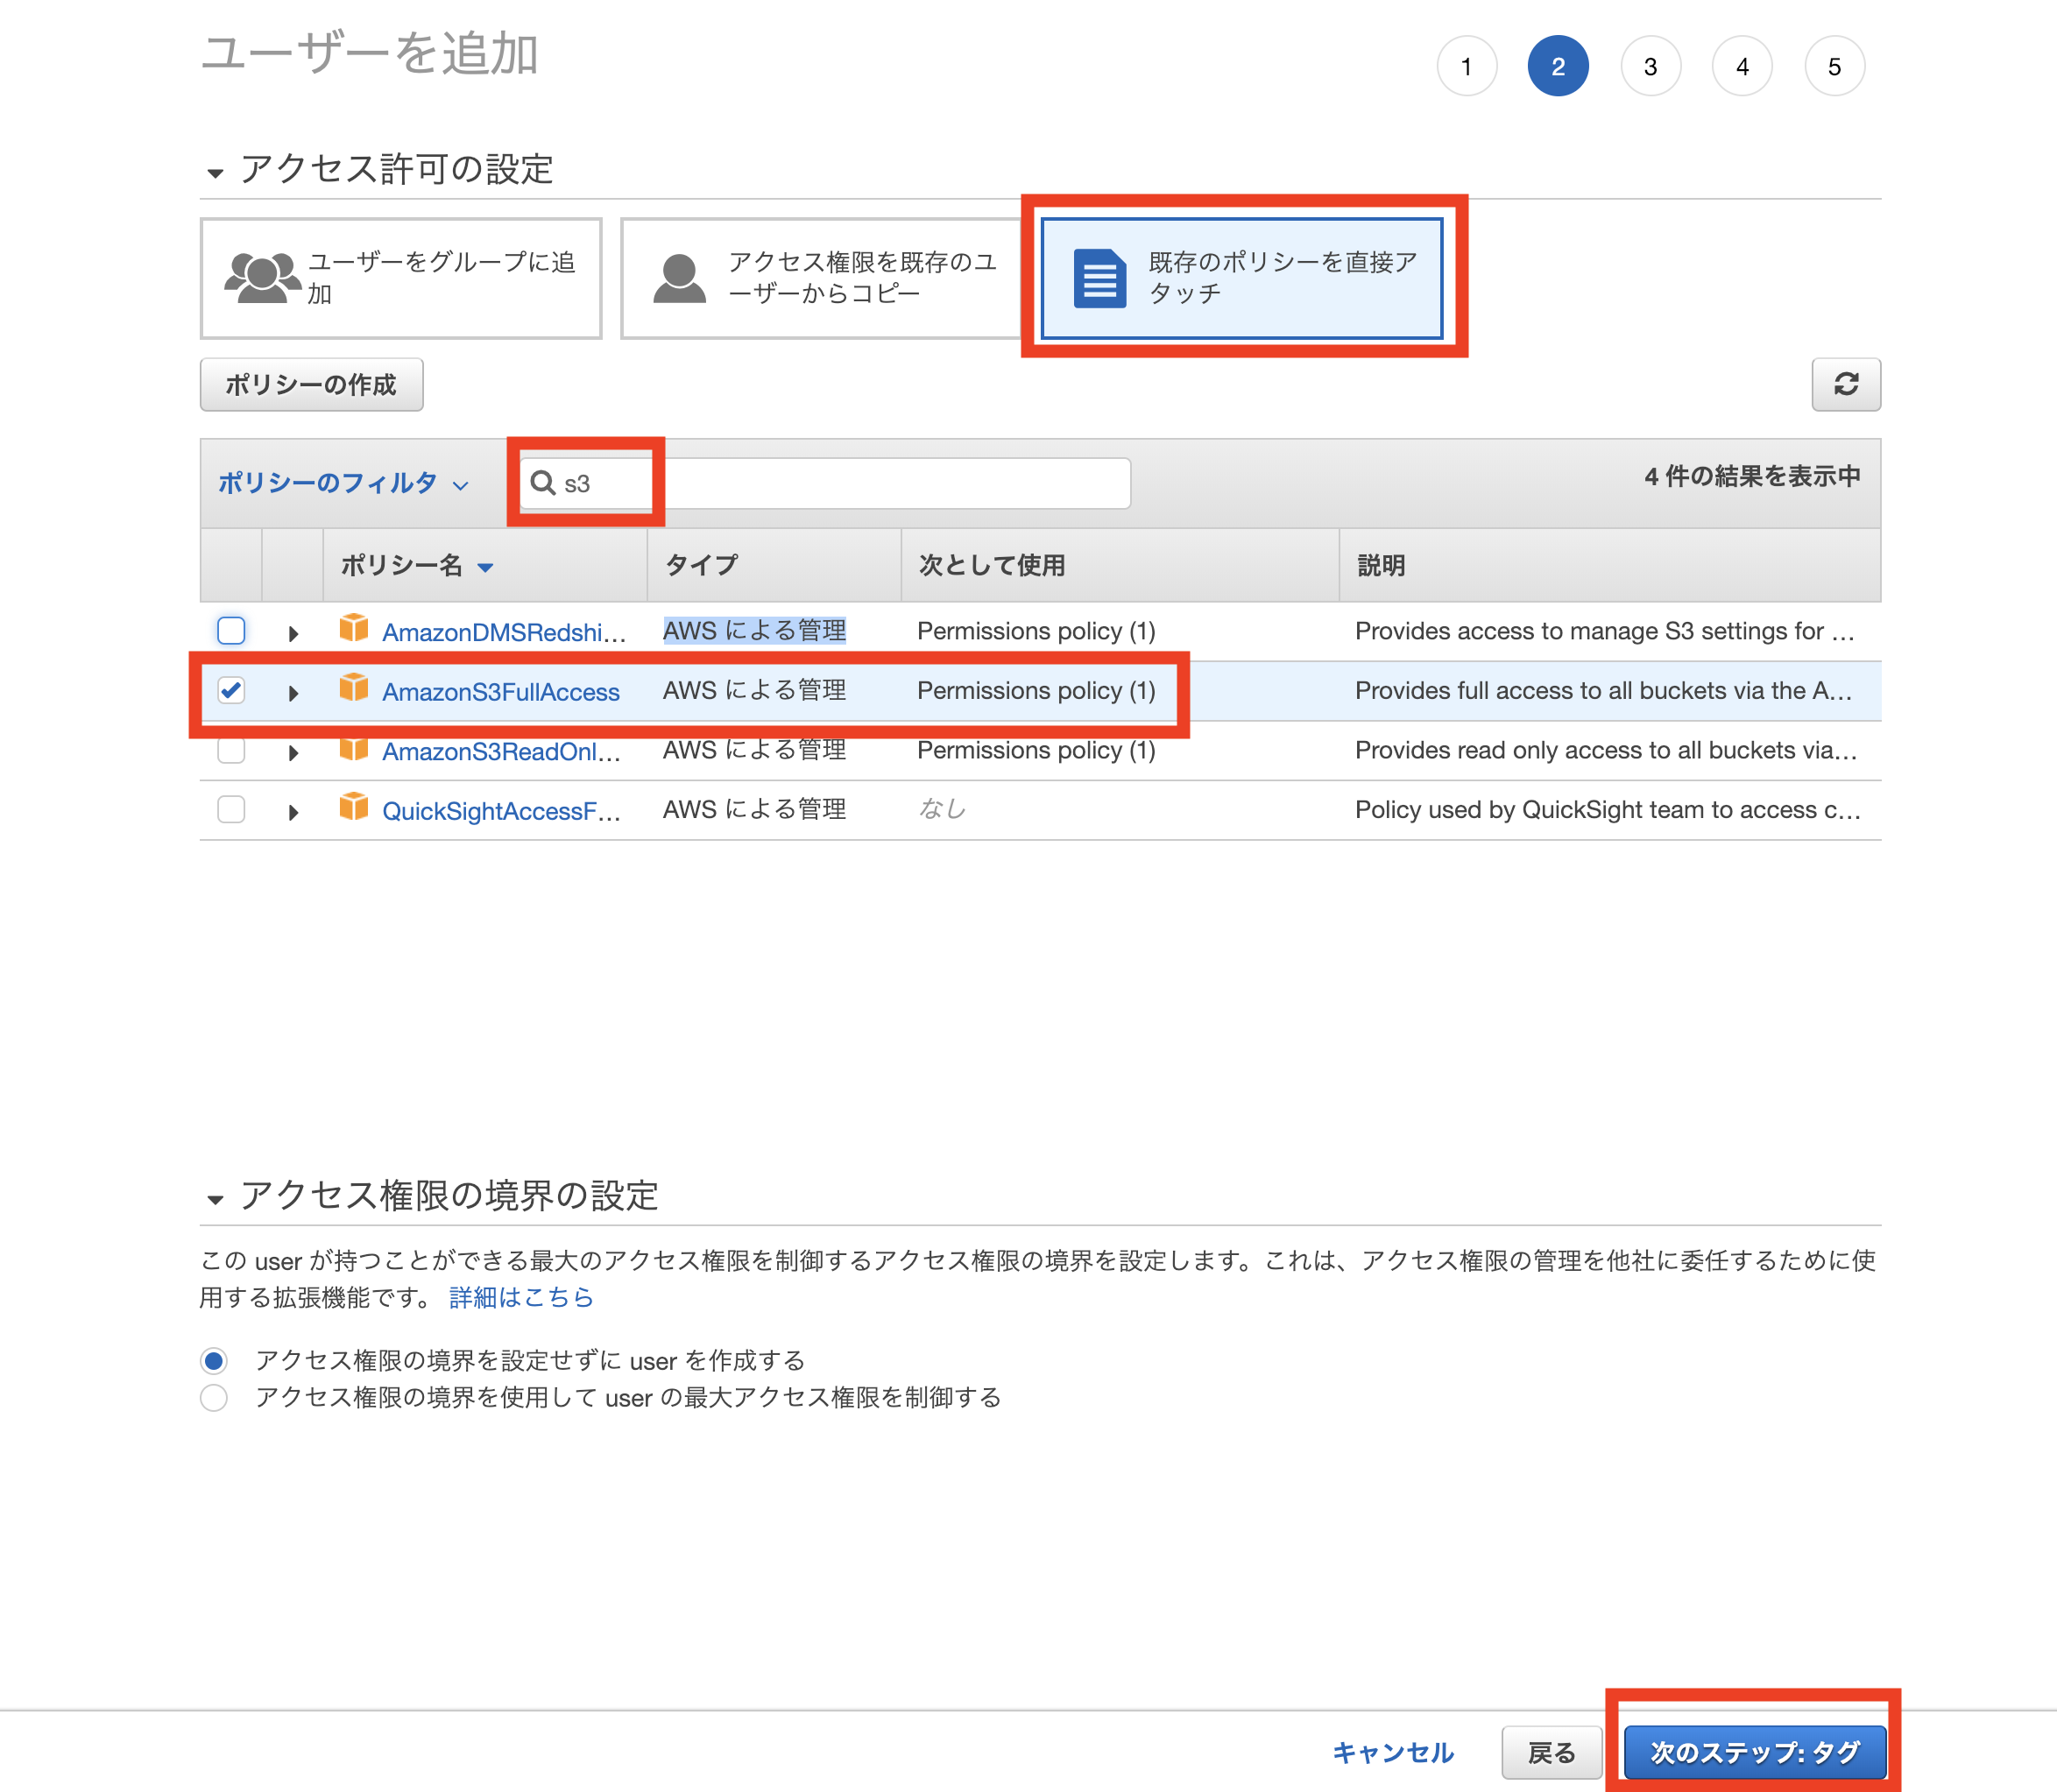 ユーザーを追加
1 2 3 4 5
アクセス許可の設定
ユーザーをグループに追
加
アクセス権限を既存のユ
ーザーからコピー
既存のポリシーを直接ア
タッチ
ポリシーの作成
ポリシーのフィルタ s3 4 件の結果を表示中
ポリシー名 タイプ 次として使用 説明
AmazonDMSRedshi... AWS による管理 Permissions policy (1) Provides access to manage S3 settings for ...
AmazonS3FullAccess AWS による管理 Permissions policy (1) Provides full access to all buckets via the A...
AmazonS3ReadOnl... AWS による管理 Permissions policy (1) Provides read only access to all buckets via...
QuickSightAccessF... AWS による管理 なし Policy used by QuickSight team to access c...
アクセス権限の境界の設定
この user が持つことができる最大のアクセス権限を制御するアクセス権限の境界を設定します。これは、アクセス権限の管理を他社に委任するために使
用する拡張機能です。 詳細はこちら
アクセス権限の境界を設定せずに user を作成する
アクセス権限の境界を使用して user の最大アクセス権限を制御する
キャンセル 戻る 次のステップ: タグ